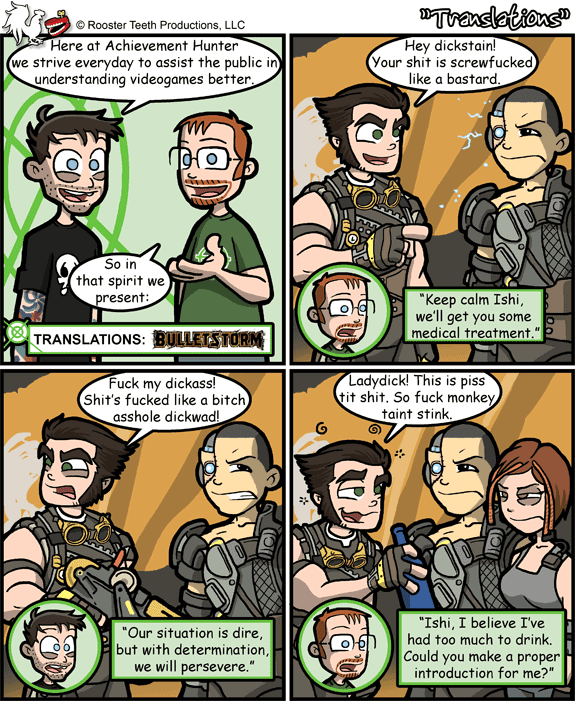 © Rooster Teeth Productions, LLC
"Translations"
Here at Achievement Hunter
we strive everyday to assist the public in
understanding videogames better.
So in
that spirit we
present:
TRANSLATIONS: BULLETSTORM
Hey dickstain!
Your shit is screwfucked
like a bastard.
"Keep calm Ishi,
we'll get you some
medical treatment."
Fuck my dickass!
Shit's fucked like a bitch
asshole dickwad!
"Our situation is dire,
but with determination,
we will persevere."
Ladydick! This is piss
tit shit. So fuck monkey
taint stink.
"Ishi, I believe I've
had too much to drink.
Could you make a proper
introduction for me?"